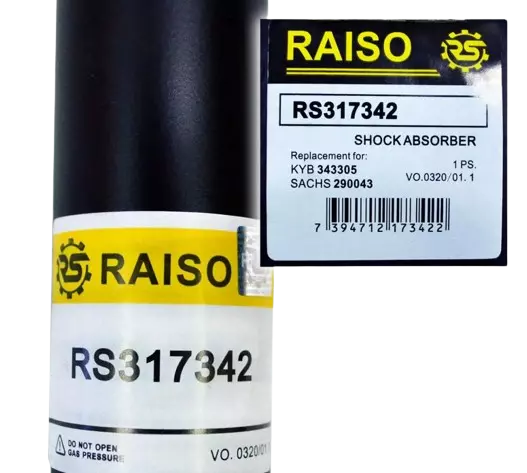 RAISO RS
RS317342
SHOCK ABSORBER
Replacement for:
KYB 343305
1 PS.
SACHS 290043
VO.0320/01. 1
7 394712 173422
RS RAISO
RS317342
DO NOT OPEN
GAS PRESSURE
VO. 0320/01.